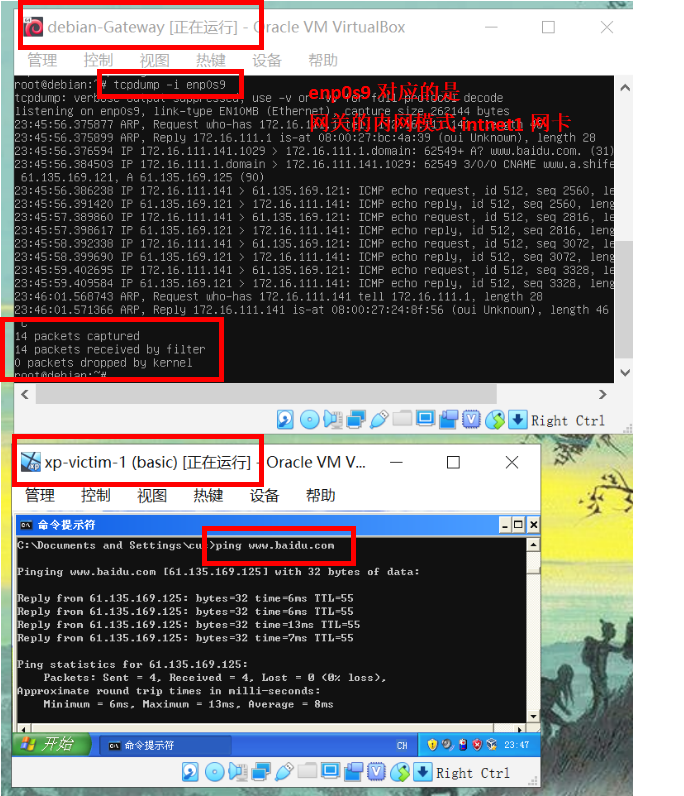 debian-Gateway [正在运行] - Oracle VM VirtualBox
管理 控制 视图 热键 设备 帮助
root@debian:~# tcpdump -i enp0s9
enp0s9 对应的是
网关的内网模式 intnet1 网卡
tcpdump: verbose output suppressed, use -v or -vv for full protocol decode
listening on enp0s9, link-type EN10MB (Ethernet), capture size 262144 bytes
23:45:56.375877 ARP, Request who-has 172.16.111.1 tell 172.16.111.141, length 46
23:45:56.375899 ARP, Reply 172.16.111.1 is-at 08:00:27:bc:4a:39 (oui Unknown), length 28
23:45:56.376594 IP 172.16.111.141.1029 > 172.16.111.1.domain: 62549+ A? www.baidu.com. (31)
23:45:56.384503 IP 172.16.111.1.domain > 172.16.111.141.1029: 62549 3/0/0 CNAME www.a.shife
61.135.169.121, A 61.135.169.125 (90)
23:45:56.386238 IP 172.16.111.141 > 61.135.169.121: ICMP echo request, id 512, seq 2560, le
23:45:56.391420 IP 61.135.169.121 > 172.16.111.141: ICMP echo reply, id 512, seq 2560, leng
23:45:57.389860 IP 172.16.111.141 > 61.135.169.121: ICMP echo request, id 512, seq 2816, le
23:45:57.398617 IP 61.135.169.121 > 172.16.111.141: ICMP echo reply, id 512, seq 2816, leng
23:45:58.392338 IP 172.16.111.141 > 61.135.169.121: ICMP echo request, id 512, seq 3072, le
23:45:58.399690 IP 61.135.169.121 > 172.16.111.141: ICMP echo reply, id 512, seq 3072, leng
23:45:59.402695 IP 172.16.111.141 > 61.135.169.121: ICMP echo request, id 512, seq 3328, le
23:45:59.409584 IP 61.135.169.121 > 172.16.111.141: ICMP echo reply, id 512, seq 3328, leng
23:46:01.568743 ARP, Request who-has 172.16.111.141 tell 172.16.111.1, length 28
23:46:01.571366 ARP, Reply 172.16.111.141 is-at 08:00:27:24:8f:56 (oui Unknown), length 46
^C
14 packets captured
14 packets received by filter
0 packets dropped by kernel
root@debian:~#
Right Ctrl
xp-victim-1 (basic) [正在运行] - Oracle VM V...
管理 控制 视图 热键 设备 帮助
命令提示符
C:\Documents and Settings\cuc>ping www.baidu.com
Pinging www.baidu.com [61.135.169.125] with 32 bytes of data:
Reply from 61.135.169.125: bytes=32 time=6ms TTL=55
Reply from 61.135.169.125: bytes=32 time=6ms TTL=55
Reply from 61.135.169.125: bytes=32 time=13ms TTL=55
Reply from 61.135.169.125: bytes=32 time=7ms TTL=55
Ping statistics for 61.135.169.125:
Packets: Sent = 4, Received = 4, Lost = 0 (0% loss),
Approximate round trip times in milli-seconds:
Minimum = 6ms, Maximum = 13ms, Average = 8ms
开始 命令提示符 CH 23:47
Right Ctrl